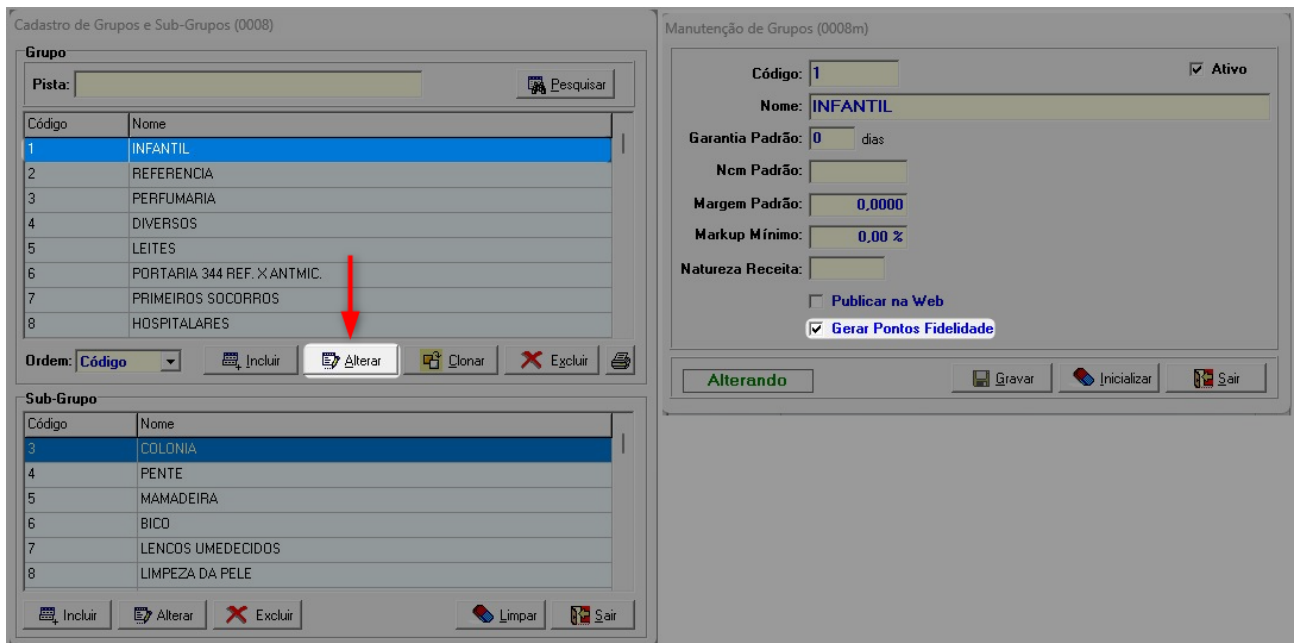 Cadastro de Grupos e Sub-Grupos (0008)
Grupo
Pista:
Pesquisar
Código Nome
1 INFANTIL
2 REFERENCIA
3 PERFUMARIA
4 DIVERSOS
5 LEITES
6 PORTARIA 344 REF. X ANTMIC.
7 PRIMEIROS SOCORROS
8 HOSPITALARES
Ordem: Código Incluir Alterar Clonar Excluir
Sub-Grupo
Código Nome
3 COLONIA
4 PENTE
5 MAMADEIRA
6 BICO
7 LENCOS UMEDECIDOS
8 LIMPEZA DA PELE
Incluir Alterar Excluir Limpar Sair
Manutenção de Grupos (0008m)
Código: 1 Ativo
Nome: INFANTIL
Garantia Padrão: 0 dias
Ncm Padrão:
Margem Padrão: 0,0000
Markup Mínimo: 0,00 %
Natureza Receita:
Publicar na Web
Gerar Pontos Fidelidade
Alterando Gravar Inicializar Sair